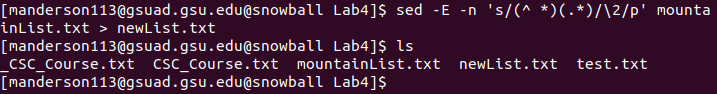 [manderson113@gsuad.gsu.edu@snowball Lab4]$ sed -E -n 's/(^ *)(.*)/\2/p' mounta
inList.txt > newList.txt
[manderson113@gsuad.gsu.edu@snowball Lab4]$ ls
_CSC_Course.txt  CSC_Course.txt  mountainList.txt  newList.txt  test.txt
[manderson113@gsuad.gsu.edu@snowball Lab4]$